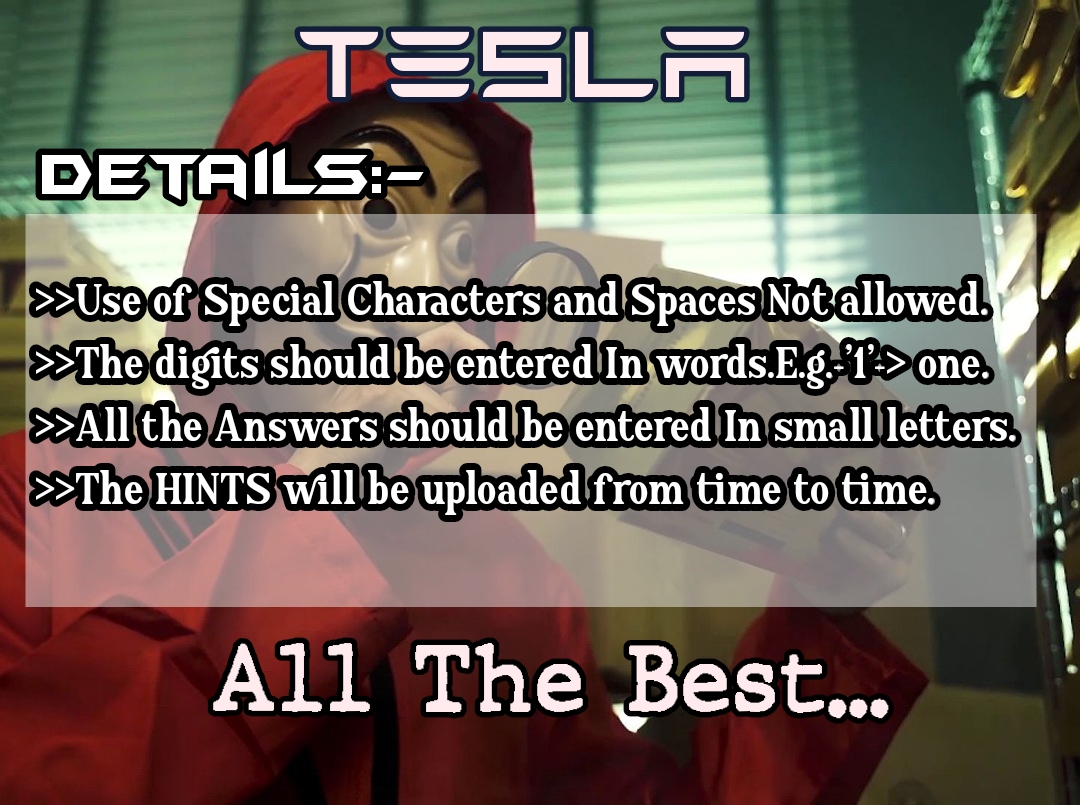 TESLA
DETAILS:-
>>Use of Special Characters and Spaces Not allowed.
>>The digits should be entered In words.E.g.-'1'-> one.
>>All the Answers should be entered In small letters.
>>The HINTS will be uploaded from time to time.
All The Best...